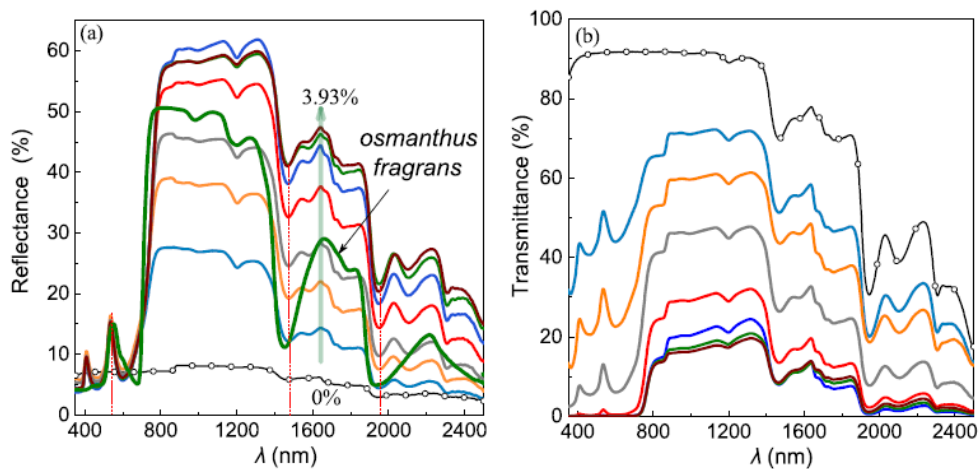 (a)
3.93%
osmanthus
fragrans
0%
Reflectance (%)
60
50
40
30
20
10
0
400 800 1200 1600 2000 2400
λ (nm)
(b)
Transmittance (%)
100
80
60
40
20
0
400 800 1200 1600 2000 2400
λ (nm)